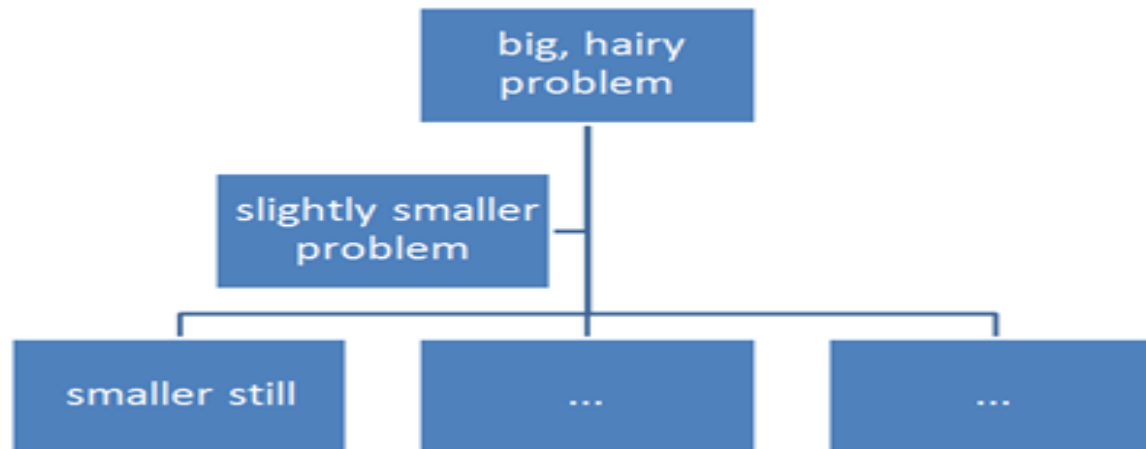 big, hairy
problem
slightly smaller
problem
smaller still
...
...